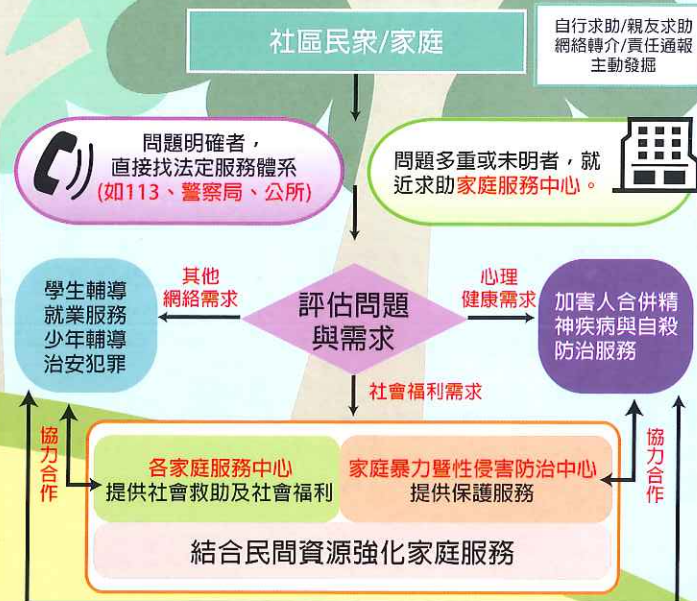 社區民衆/家庭
自行求助/親友求助
網絡轉介/責任通報
主動發掘
問題明確者，
直接找法定服務體系
(如113、警察局、公所)
問題多重或未明者，就
近求助家庭服務中心。
學生輔導
就業服務
少年輔導
治安犯罪
其他
網絡需求
評估問題
與需求
心理
健康需求
加害人合併精
神疾病與自殺
防治服務
社會福利需求
協力合作
各家庭服務中心
提供社會救助及社會福利
家庭暴力暨性侵害防治中心
提供保護服務
協力合作
結合民間資源強化家庭服務